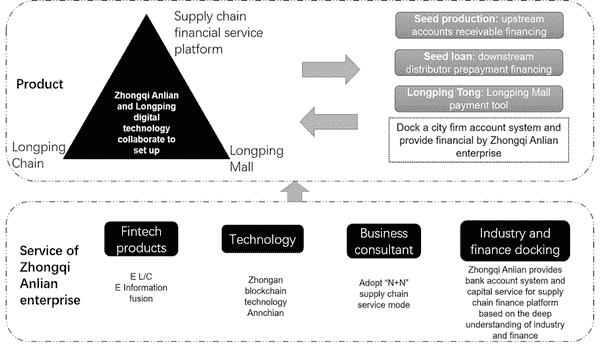 Supply chain
financial service
platform
Product
Zhongqi Anlian
and Longping
digital
technology
collaborate to
set up
Longping
Chain
Longping
Mall
Seed production: upstream
accounts receivable financing
Seed loan: downstream
distributor prepayment financing
Longping Tong: Longping Mall
payment tool
Dock a city firm account system and
provide financial by Zhongqi Anlian
enterprise
Service of
Zhongqi
Anlian
enterprise
Fintech
products
E L/C
E Information
fusion
Technology
Zhongan
blockchain
technology
Annchian
Business
consultant
Adopt “N+N”
supply chain
service mode
Industry and
finance docking
Zhongqi Anlian provides
bank account system and
capital service for supply
chain finance platform
based on the deep
understanding of industry
and finance